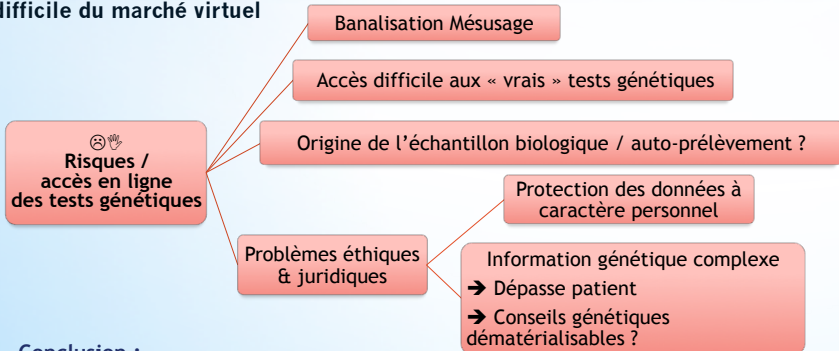 difficile du marché virtuel
Banalisation Mésusage
Accès difficile aux « vrais » tests génétiques
Origine de l’échantillon biologique / auto-prélèvement ?
☹🖐
Risques /
accès en ligne
des tests génétiques
Problèmes éthiques
& juridiques
Protection des données à
caractère personnel
Information génétique complexe
➔ Dépasse patient
➔ Conseils génétiques
dématérialisables ?
Conclusion :